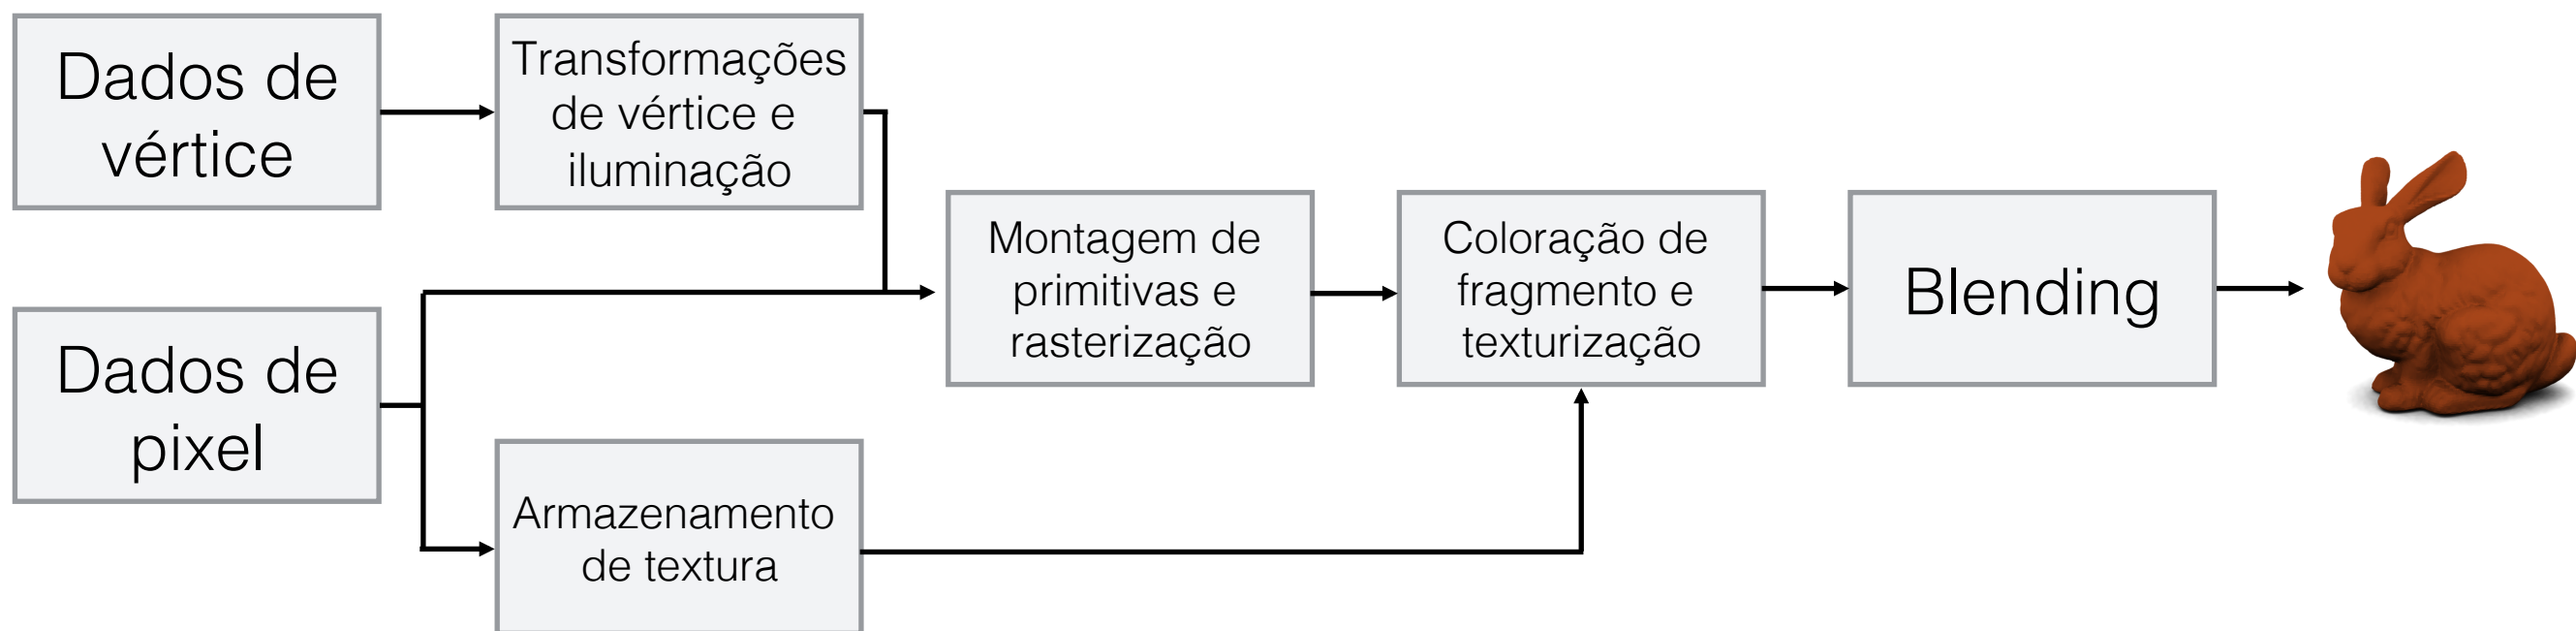 Dados de
vértice
Transformações
de vértice e
iluminação
Dados de
pixel
Armazenamento
de textura
Montagem de
primitivas e
rasterização
Coloração de
fragmento e
texturização
Blending